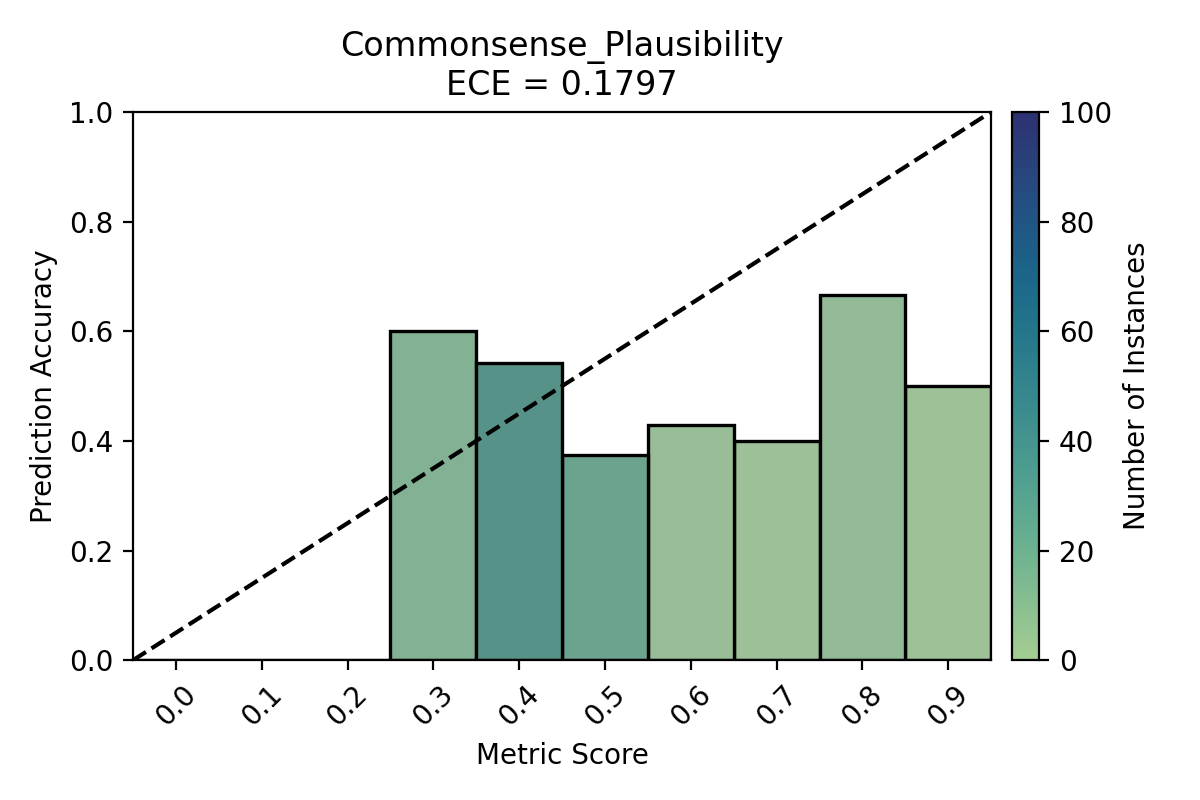 Commonsense_Plausibility
ECE = 0.1797
1.0
0.8
0.6
0.4
0.2
0.0
Prediction Accuracy
0.0 0.1 0.2 0.3 0.4 0.5 0.6 0.7 0.8 0.9
Metric Score
100
80
60
40
20
0
Number of Instances